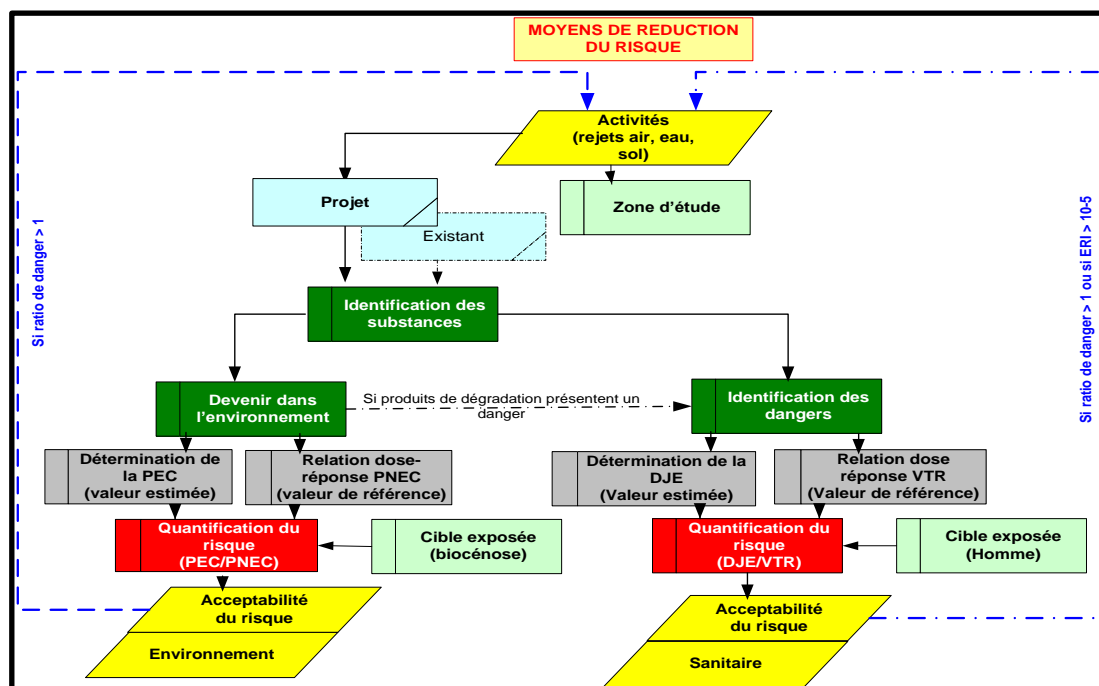 MOYENS DE REDUCTION
DU RISQUE
Activités
(rejets air, eau,
sol)
Projet
Zone d'étude
Existant
Si ratio de danger > 1
Si ratio de danger > 1 ou si ERI > 10-5
Identification des
substances
Devenir dans
l'environnement
Si produits de dégradation présentent un
danger
Identification des
dangers
Détermination de
la PEC
(valeur estimée)
Relation dose-
réponse PNEC
(valeur de référence)
Détermination de la
DJE
(Valeur estimée)
Relation dose
réponse VTR
(Valeur de référence)
Quantification du
risque
(PEC/PNEC)
Cible exposée
(biocénose)
Quantification du
risque
(DJE/VTR)
Cible exposée
(Homme)
Acceptabilité
du risque
Environnement
Acceptabilité
du risque
Sanitaire